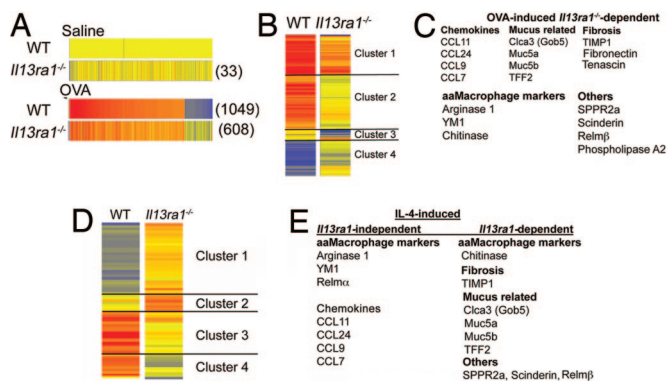 A
Saline
WT
Il13ra1-/-
(33)
OVA
WT
(1049)
Il13ra1-/-
(608)
B
WT Il13ra1-/-
Cluster 1
Cluster 2
Cluster 3
Cluster 4
C
OVA-induced Il13ra1-/--dependent
Chemokines Mucus related Fibrosis
CCL11 Clca3 (Gob5) TIMP1
CCL24 Muc5a Fibronectin
CCL9 Muc5b Tenascin
CCL7 TFF2
aaMacrophage markers Others
Arginase 1 SPPR2a
YM1 Scinderin
Chitinase Relmβ
Phospholipase A2
D
WT Il13ra1-/-
Cluster 1
Cluster 2
Cluster 3
Cluster 4
E
IL-4-induced
Il13ra1-independent Il13ra1-dependent
aaMacrophage markers aaMacrophage markers
Arginase 1 Chitinase
YM1 Fibrosis
Relmα TIMP1
Mucus related
Chemokines Clca3 (Gob5)
CCL11 Muc5a
CCL24 Muc5b
CCL9 TFF2
CCL7 Others
SPPR2a, Scinderin, Relmβ